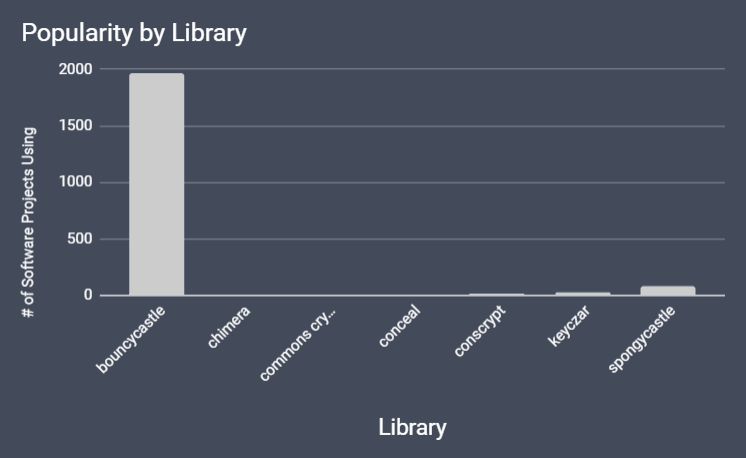 Popularity by Library
# of Software Projects Using
2000
1500
1000
500
0
bouncycastle
chimera
commons cry...
conceal
conscrypt
keyczar
spongycastle
Library